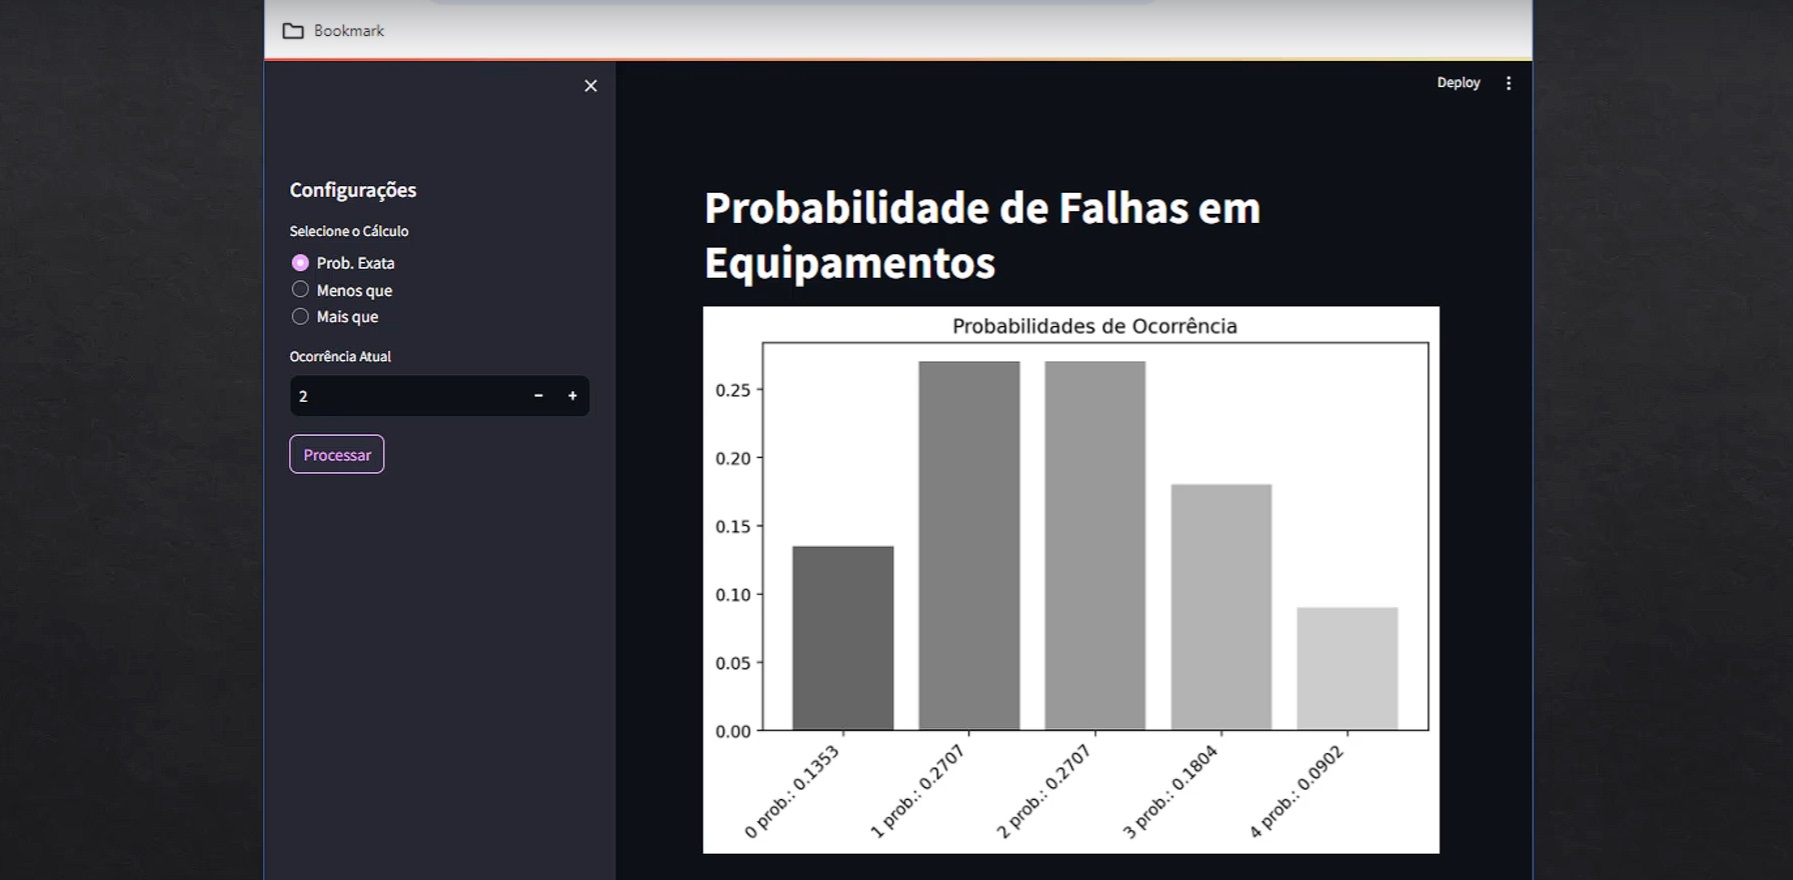 Bookmark
Deploy
Configurações
Selecione o Cálculo
Prob. Exata
Menos que
Mais que
Ocorrência Atual
2
Processar
Probabilidade de Falhas em
Equipamentos
Probabilidades de Ocorrência
0.25
0.20
0.15
0.10
0.05
0.00
0 prob.: 0.1353
1 prob.: 0.2707
2 prob.: 0.2707
3 prob.: 0.1804
4 prob.: 0.0902